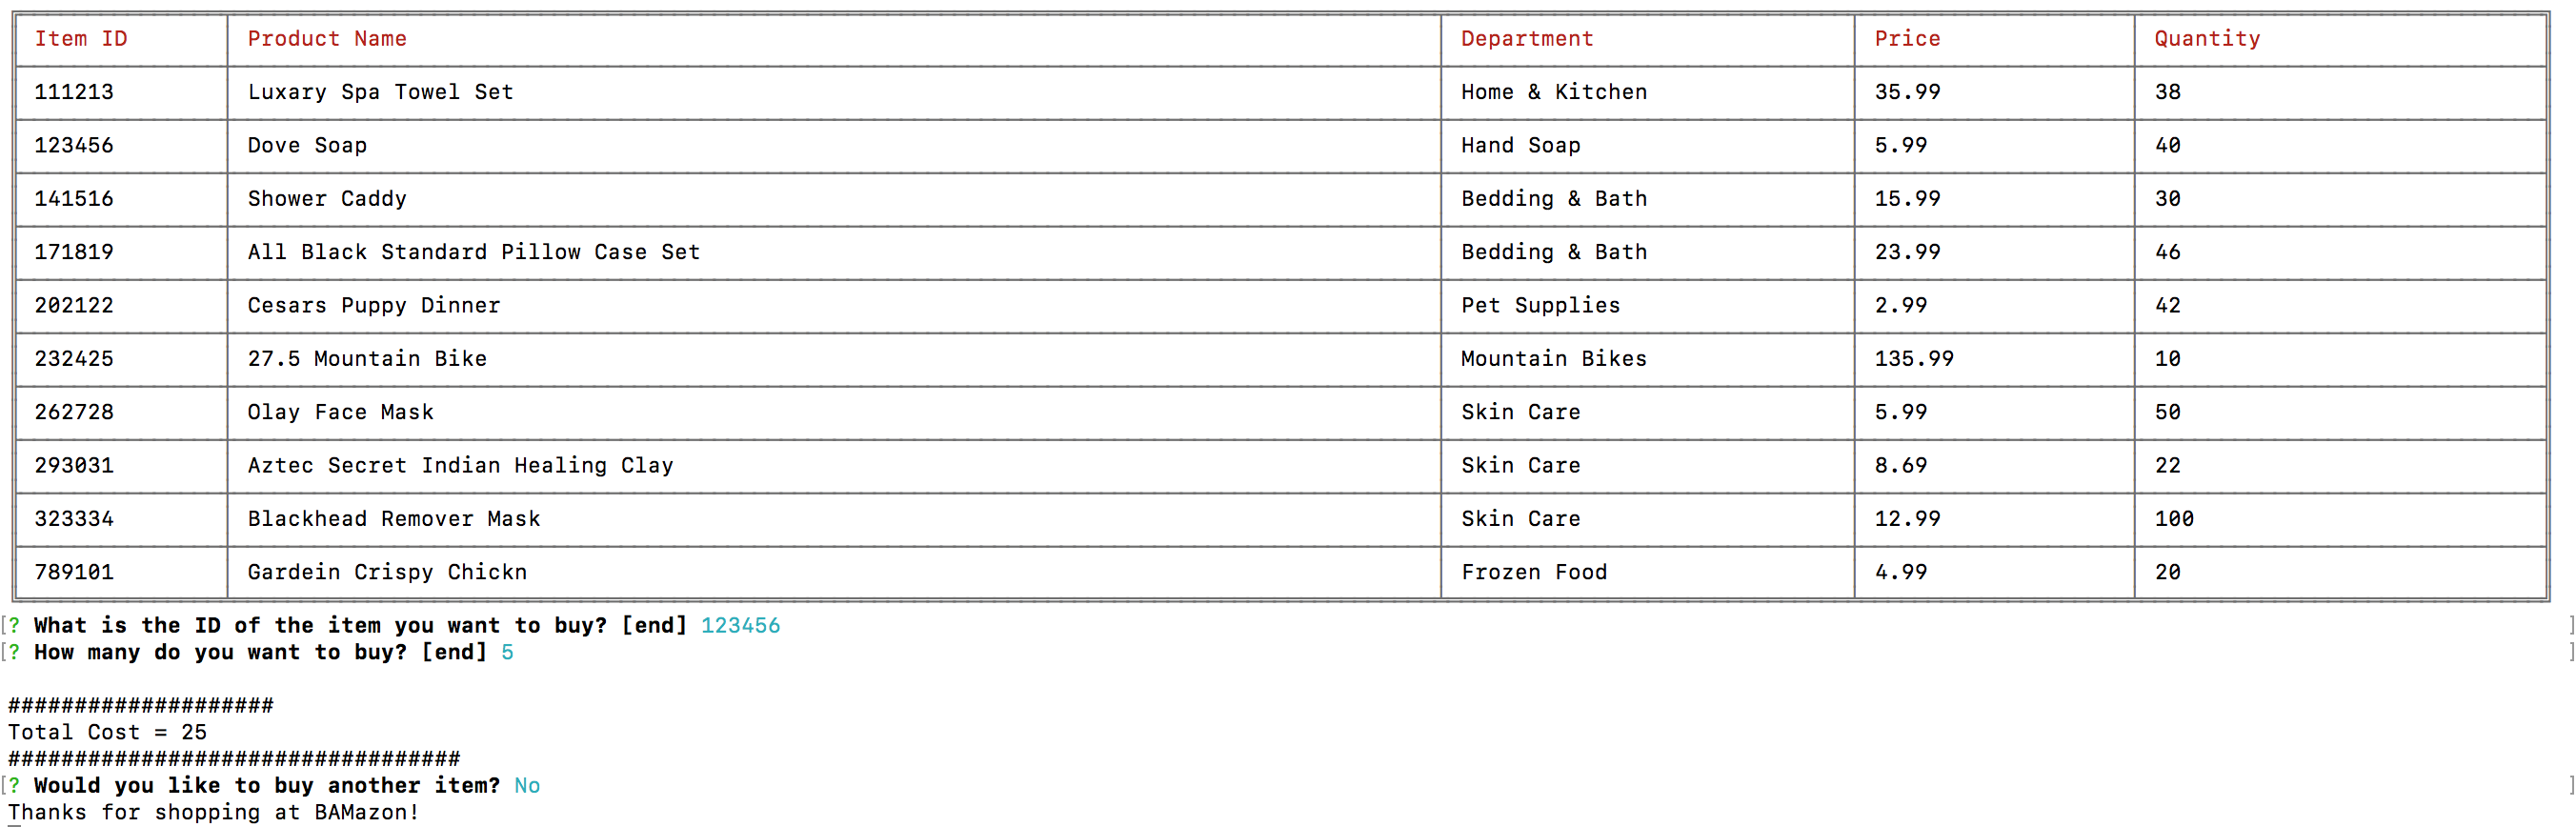 Item ID Product Name Department Price Quantity
111213 Luxary Spa Towel Set Home & Kitchen 35.99 38
123456 Dove Soap Hand Soap 5.99 40
141516 Shower Caddy Bedding & Bath 15.99 30
171819 All Black Standard Pillow Case Set Bedding & Bath 23.99 46
202122 Cesars Puppy Dinner Pet Supplies 2.99 42
232425 27.5 Mountain Bike Mountain Bikes 135.99 10
262728 Olay Face Mask Skin Care 5.99 50
293031 Aztec Secret Indian Healing Clay Skin Care 8.69 22
323334 Blackhead Remover Mask Skin Care 12.99 100
789101 Gardein Crispy Chickn Frozen Food 4.99 20
[? What is the ID of the item you want to buy? [end] 123456 ]
[? How many do you want to buy? [end] 5 ]
####################
Total Cost = 25
##################################
[? Would you like to buy another item? No ]
Thanks for shopping at BAMazon!